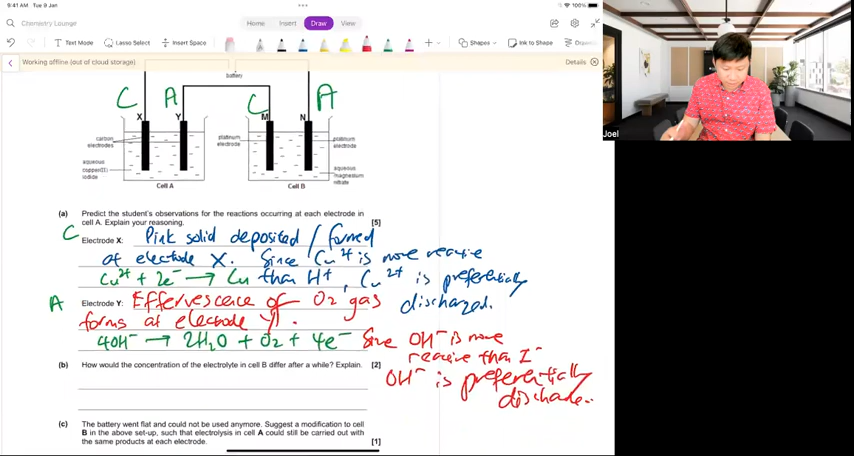 9:41 AM Tue 9 Jan
100%
Chemistry Lounge
Home Insert Draw View
Text Mode Lasso Select Insert Space Shapes Ink to Shape
Working offline (out of cloud storage) Details
battery
C A C A
X Y M N
carbon electrodes
platinum electrode
platinum electrode
aqueous copper(II) iodide
aqueous magnesium nitrate
Cell A Cell B
Joel
(a) Predict the student's observations for the reactions occurring at each electrode in
cell A. Explain your reasoning. [5]
C Electrode X: Pink solid deposited / formed
at electrode X. Since Cu2+ is more reactive
Cu2+ + 2e- → Cu than H+, Cu2+ is preferentially
discharged.
A Electrode Y: Effervescence of O2 gas
forms at electrode Y.
4OH- → 2H2O + O2 + 4e- Since OH- is more
reactive than I-
OH- is preferentially
(b) How would the concentration of the electrolyte in cell B differ after a while? Explain. [2]
(c) The battery went flat and could not be used anymore. Suggest a modification to cell
B in the above set-up, such that electrolysis in cell A could still be carried out with
the same products at each electrode. [1]